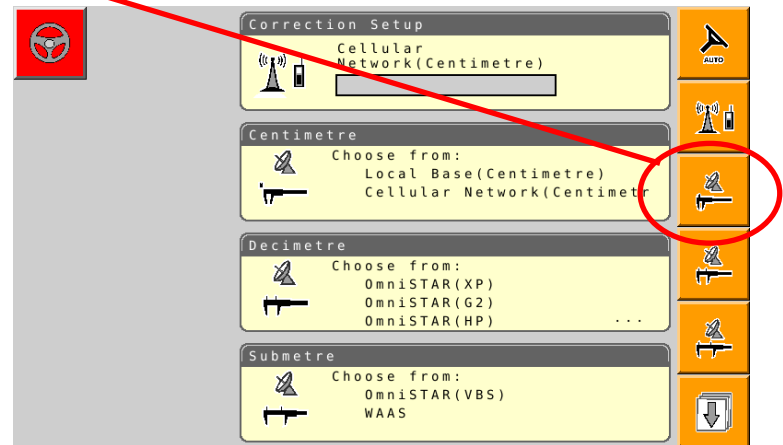 Correction Setup
Cellular
Network(Centimetre)
AUTO
Centimetre
Choose from:
Local Base(Centimetre)
Cellular Network(Centimetr
Decimetre
Choose from:
OmniSTAR(XP)
OmniSTAR(G2)
OmniSTAR(HP) ...
Submetre
Choose from:
OmniSTAR(VBS)
WAAS